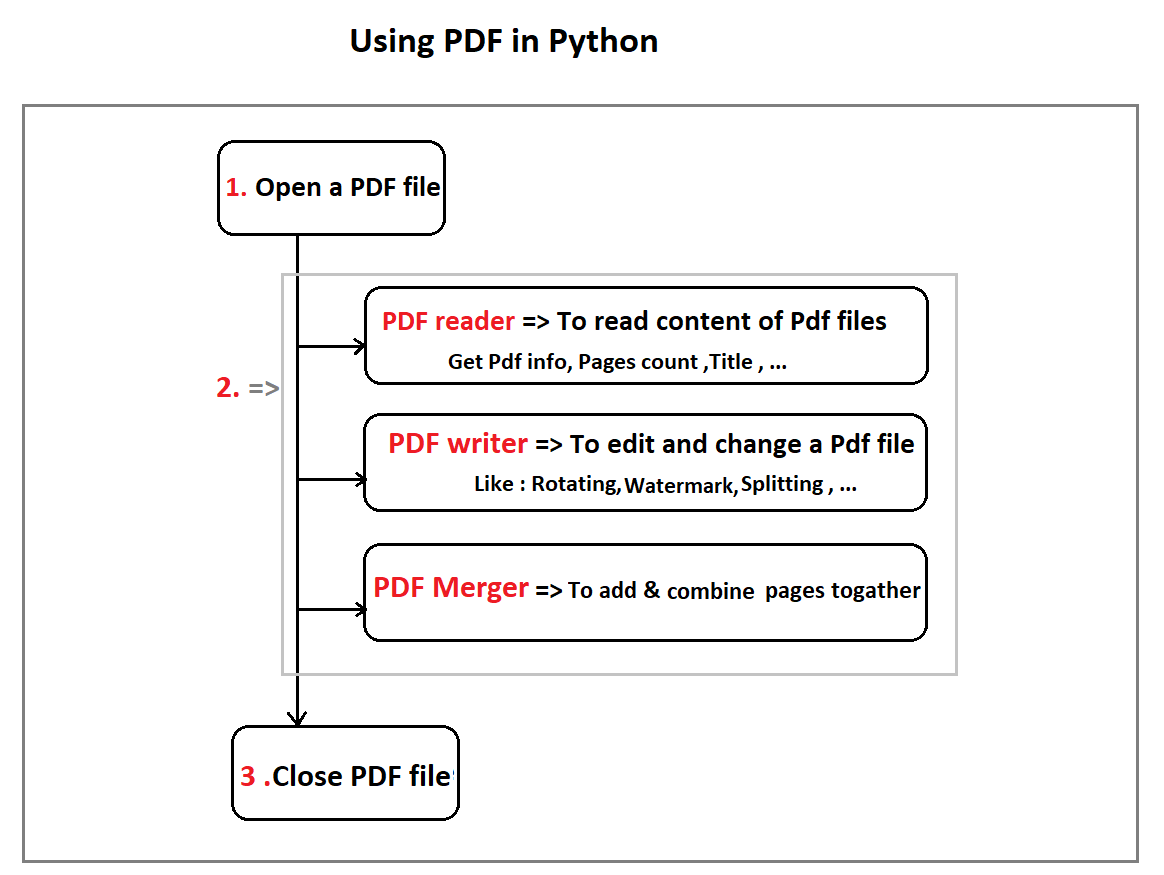 Using PDF in Python
1. Open a PDF file
PDF reader => To read content of Pdf files
Get Pdf info, Pages count ,Title , ...
2. =>
PDF writer => To edit and change a Pdf file
Like : Rotating,Watermark,Splitting , ...
PDF Merger => To add & combine pages togather
3 .Close PDF file